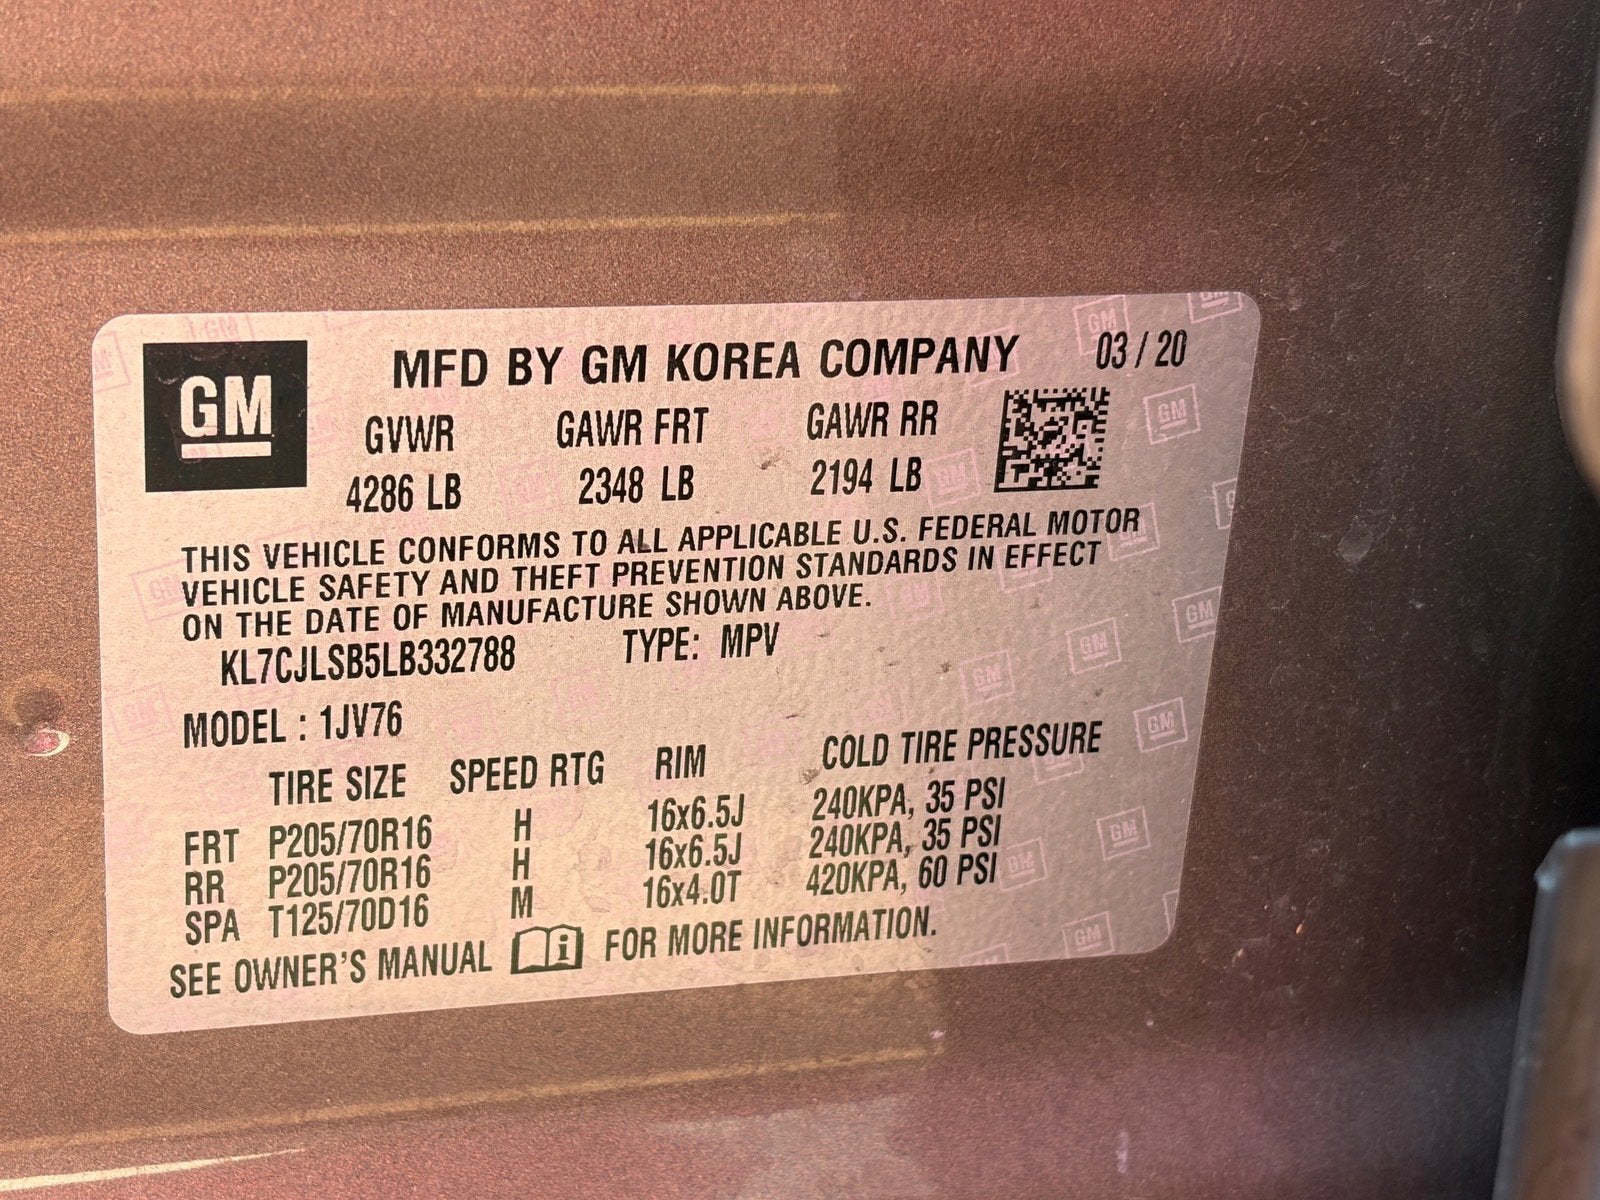 GM
MFD BY GM KOREA COMPANY 03 / 20
GVWR GAWR FRT GAWR RR
4286 LB 2348 LB 2194 LB
THIS VEHICLE CONFORMS TO ALL APPLICABLE U.S. FEDERAL MOTOR
VEHICLE SAFETY AND THEFT PREVENTION STANDARDS IN EFFECT
ON THE DATE OF MANUFACTURE SHOWN ABOVE.
KL7CJLSB5LB332788 TYPE: MPV
MODEL : 1JV76
TIRE SIZE SPEED RTG RIM COLD TIRE PRESSURE
FRT P205/70R16 H 16x6.5J 240KPA, 35 PSI
RR P205/70R16 H 16x6.5J 240KPA, 35 PSI
SPA T125/70D16 M 16x4.0T 420KPA, 60 PSI
SEE OWNER'S MANUAL i FOR MORE INFORMATION.